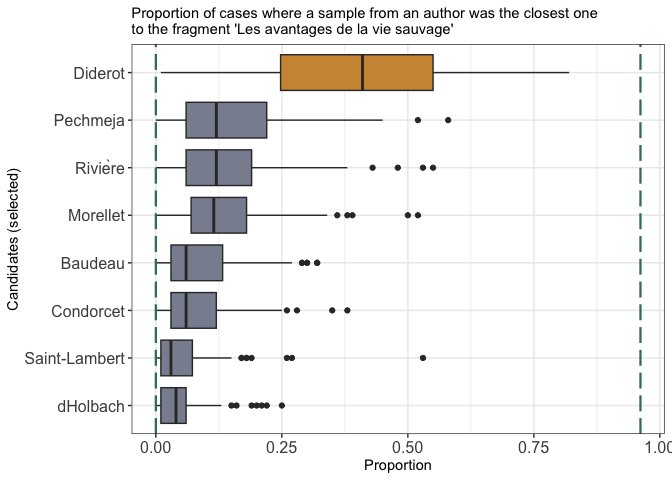 Proportion of cases where a sample from an author was the closest one
to the fragment 'Les avantages de la vie sauvage'
Candidates (selected)
Diderot
Pechmeja
Rivière
Morellet
Baudeau
Condorcet
Saint-Lambert
dHolbach
0.00 0.25 0.50 0.75 1.00
Proportion